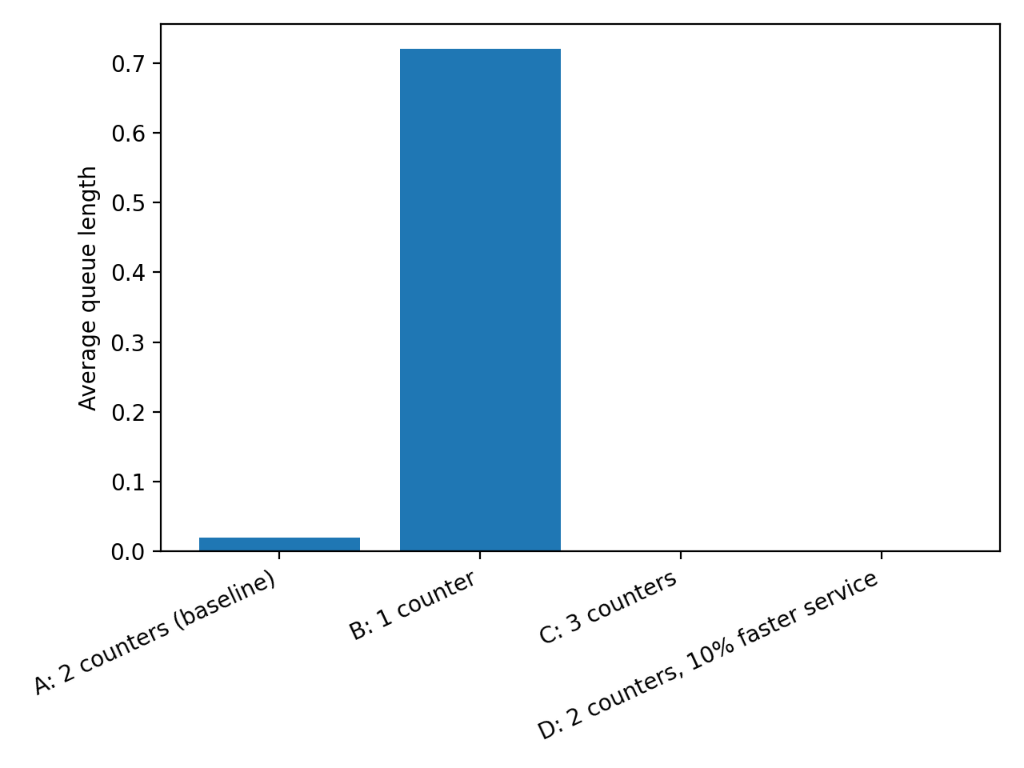 Average queue length
0.7
0.6
0.5
0.4
0.3
0.2
0.1
0.0
A: 2 counters (baseline)
B: 1 counter
C: 3 counters
D: 2 counters, 10% faster service